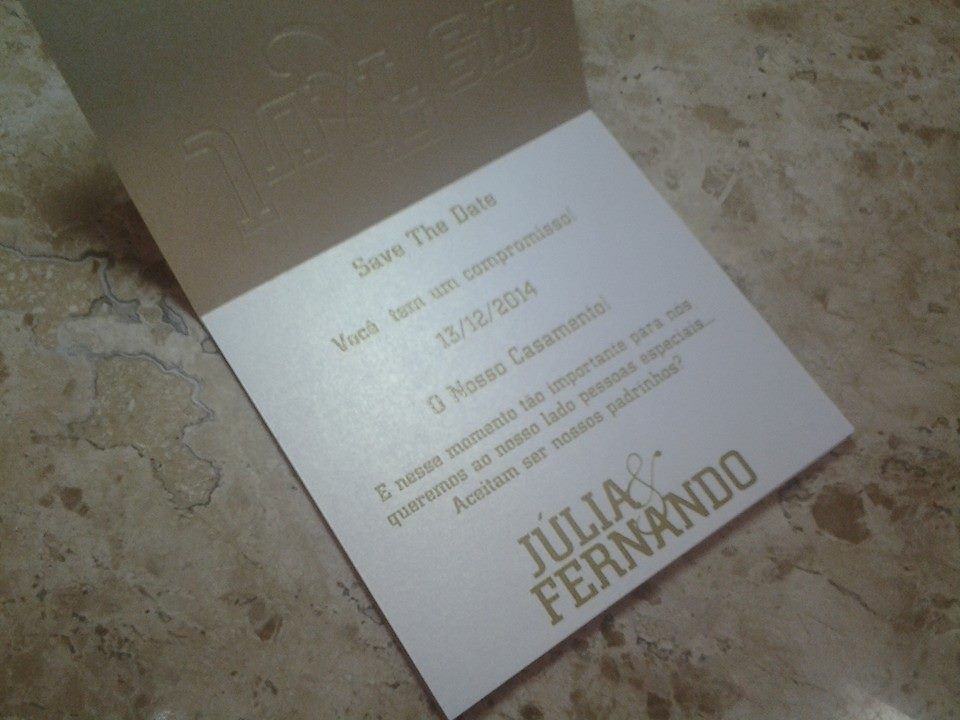 Save The Date
Você tem um compromisso!
13/12/2014
O Nosso Casamento!
E nesse momento tão importante para nós
queremos ao nosso lado pessoas especiais...
Aceitam ser nossos padrinhos?
JÚLIA &
FERNANDO